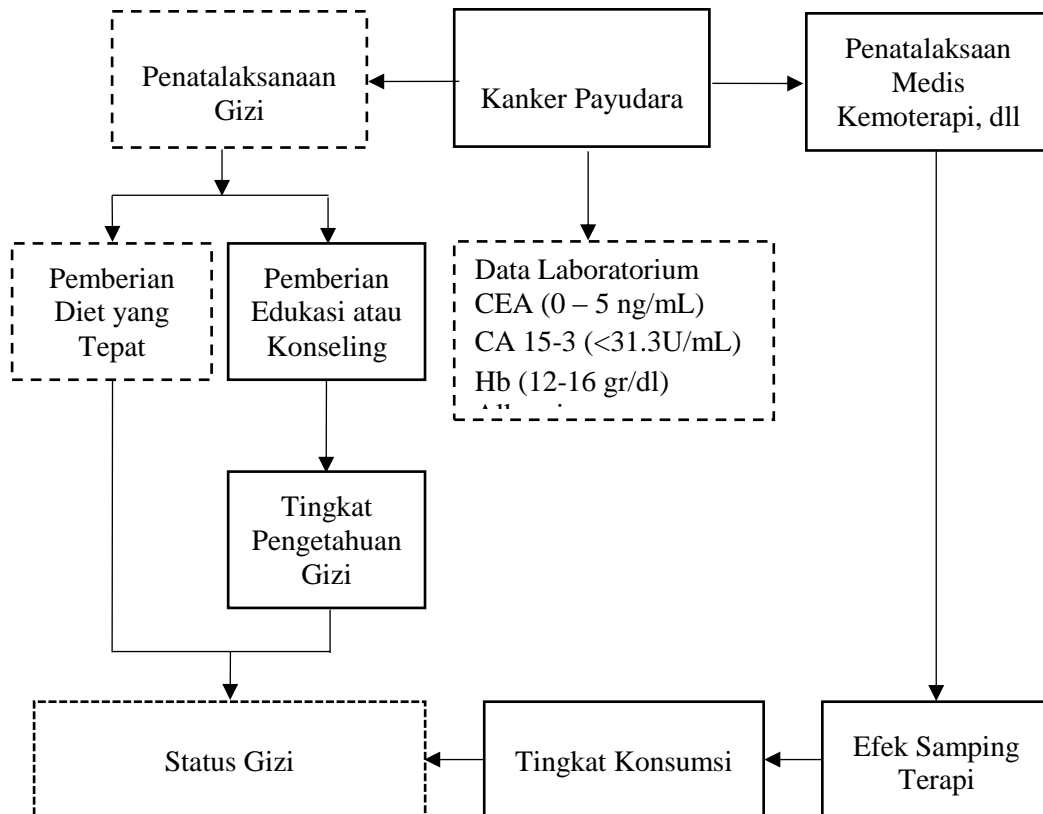 Penatalaksanaan
Gizi
Kanker Payudara
Penatalaksaan
Medis
Kemoterapi, dll
Pemberian
Diet yang
Tepat
Pemberian
Edukasi atau
Konseling
Data Laboratorium
CEA (0 – 5 ng/mL)
CA 15-3 (<31.3U/mL)
Hb (12-16 gr/dl)
Tingkat
Pengetahuan
Gizi
Status Gizi
Tingkat Konsumsi
Efek Samping
Terapi